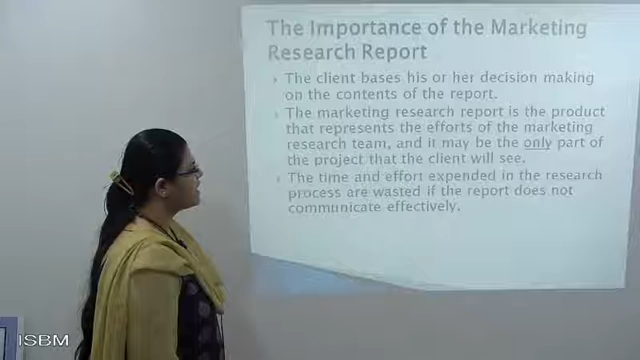 The Importance of the Marketing
Research Report
The client bases his or her decision making
on the contents of the report.
The marketing research report is the product
that represents the efforts of the marketing
research team, and it may be the only part of
the project that the client will see.
The time and effort expended in the research
process are wasted if the report does not
communicate effectively.
ISBM